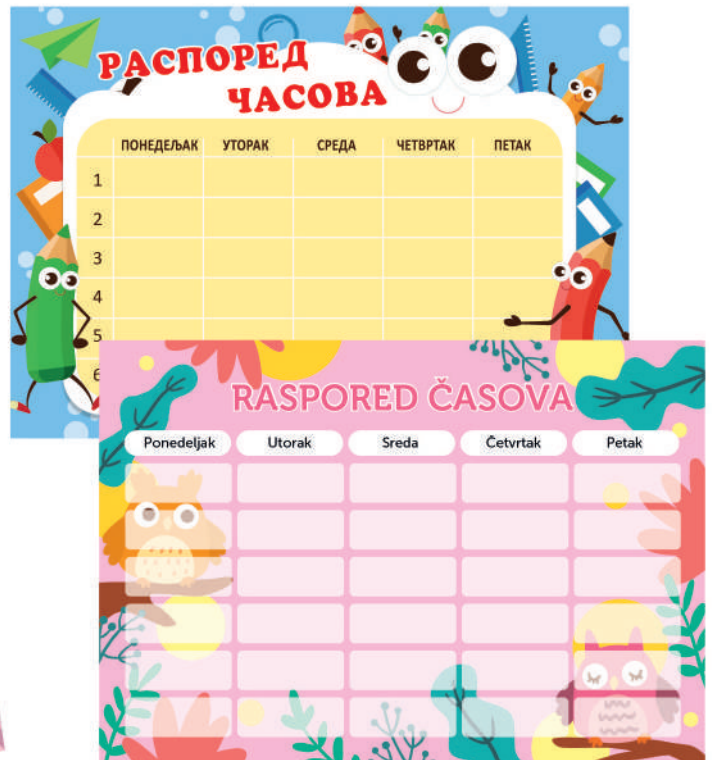 РАСПОРЕД
ЧАСОВА
ПОНЕДЕЉАК УТОРАК СРЕДА ЧЕТВРТАК ПЕТАК
1
2
3
4
5
6
RASPORED ČASOVA
Ponedeljak Utorak Sreda Četvrtak Petak